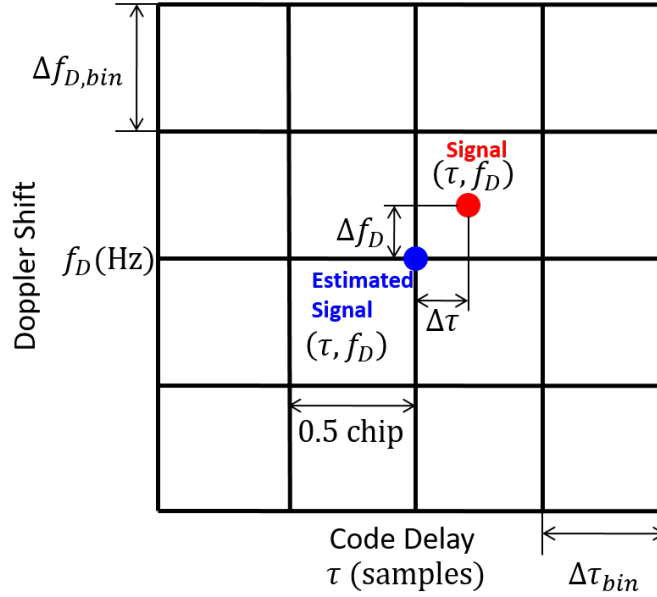 Δf_{D,bin}
Signal
(τ, f_D)
Δf_D
Doppler Shift
f_D(Hz)
Estimated
Signal
(τ, f_D)
Δτ
0.5 chip
Code Delay
τ (samples)
Δτ_{bin}